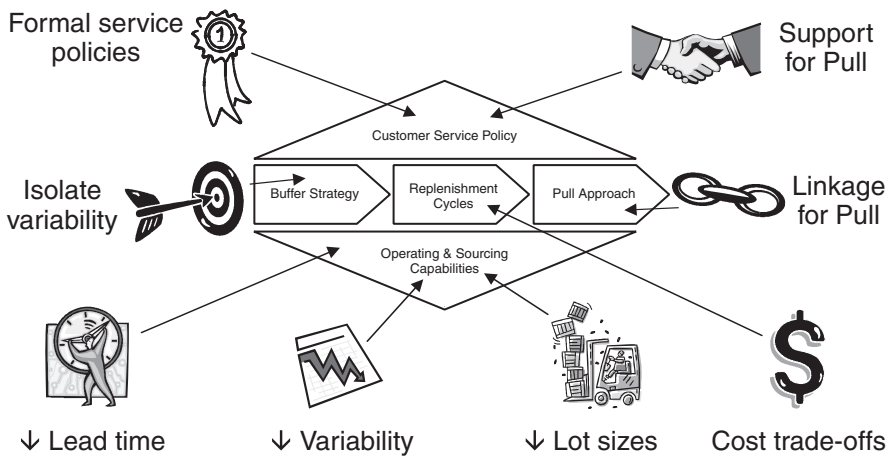 Formal service
policies
1
Support
for Pull
Customer Service Policy
Isolate
variability
Buffer Strategy
Replenishment
Cycles
Pull Approach
Linkage
for Pull
Operating & Sourcing
Capabilities
$
↓ Lead time
↓ Variability
↓ Lot sizes
Cost trade-offs